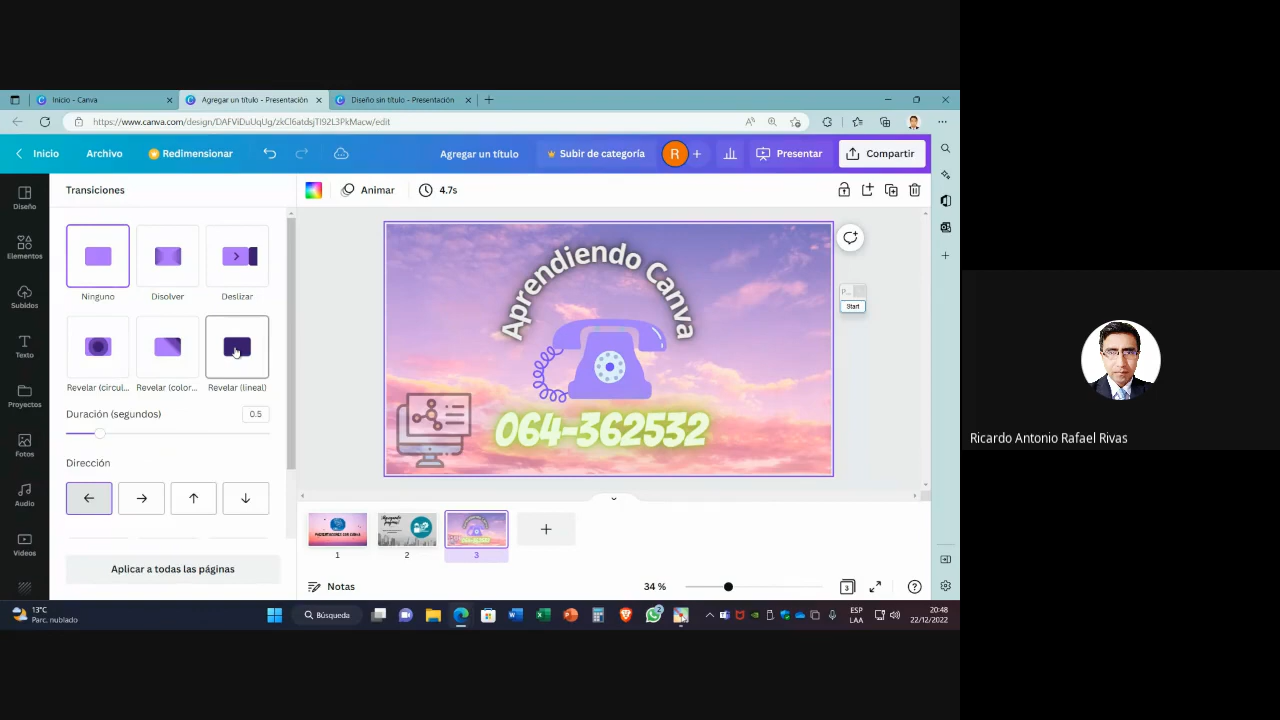 Inicio - Canva
Agregar un título - Presentación
Diseño sin título - Presentación
https://www.canva.com/design/DAFViDuUqUg/zkCl6atdsjTI92L3PkMacw/edit
Inicio
Archivo
Redimensionar
Agregar un título
Subir de categoría
R
Presentar
Compartir
Diseño
Elementos
Subidos
Texto
Proyectos
Fotos
Audio
Videos
Transiciones
Ninguno
Disolver
Deslizar
Revelar (circul...
Revelar (color...
Revelar (lineal)
Duración (segundos)
0.5
Dirección
Aplicar a todas las páginas
Animar
4.7s
Aprendiendo Canva
064-362532
P...
Start
1
2
3
Notas
34 %
3
13°C
Parc. nublado
Búsqueda
ESP
LAA
20:48
22/12/2022
Ricardo Antonio Rafael Rivas